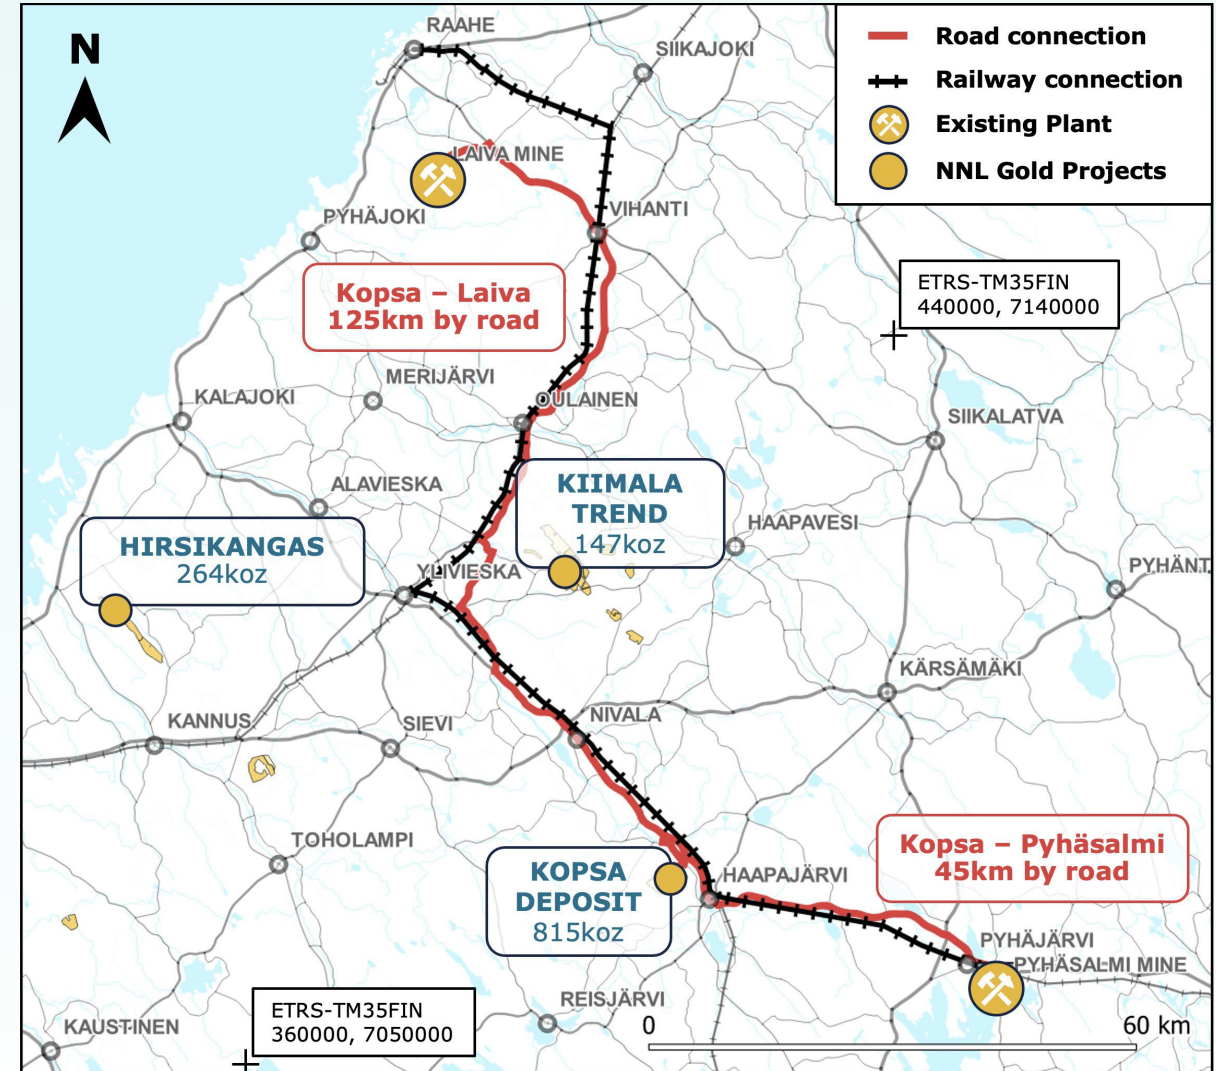 N
RAAHE
SIIKAJOKI
Road connection
Railway connection
Existing Plant
NNL Gold Projects
LAIVA MINE
PYHÄJOKI
VIHANTI
Kopsa – Laiva
125km by road
ETRS-TM35FIN
440000, 7140000
MERIJÄRVI
KALAJOKI
OULAINEN
SIIKALATVA
ALAVIESKA
KIIMALA
TREND
147koz
HAAPAVESI
HIRSIKANGAS
264koz
YLIVIESKA
PYHÄNT
KÄRSÄMÄKI
KANNUS
SIEVI
NIVALA
TOHOLAMPI
KOPSA
DEPOSIT
815koz
HAAPAJÄRVI
Kopsa – Pyhäsalmi
45km by road
PYHÄJÄRVI
PYHÄSALMI MINE
REISJÄRVI
ETRS-TM35FIN
360000, 7050000
KAUSTINEN
0
60 km